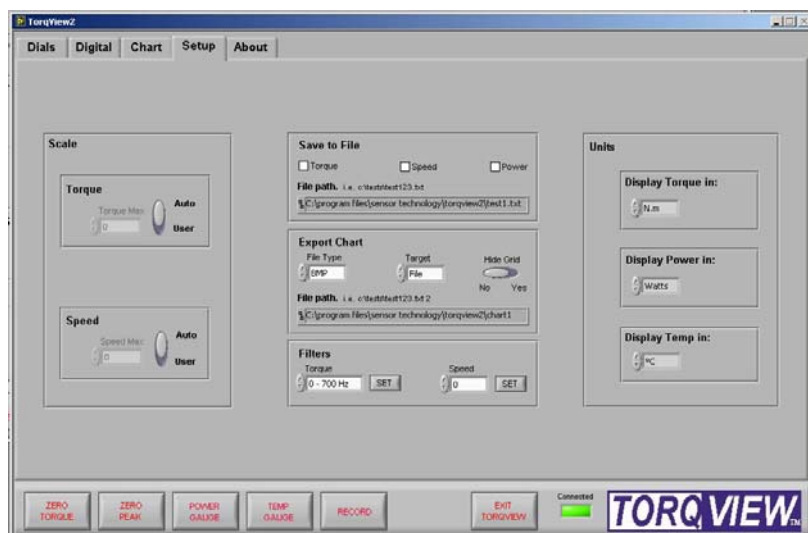 TorqView2
Dials Digital Chart Setup About
Scale
Torque
Torque Max
0
Auto
User
Speed
Speed Max
0
Auto
User
Save to File
Torque Speed Power
File path. i.e. c:\tests\test123.txt
C:\program files\sensor technology\torqview2\test1.txt
Export Chart
File Type Target Hide Grid
BMP File
No Yes
File path. i.e. c:\tests\test123.txt 2
C:\program files\sensor technology\torqview2\chart1
Filters
Torque Speed
0 - 700 Hz SET 0 SET
Units
Display Torque in:
N.m
Display Power in:
Watts
Display Temp in:
ºC
ZERO TORQUE
ZERO PEAK
POWER GAUGE
TEMP GAUGE
RECORD
EXIT TORQVIEW
Connected
TORQVIEW™